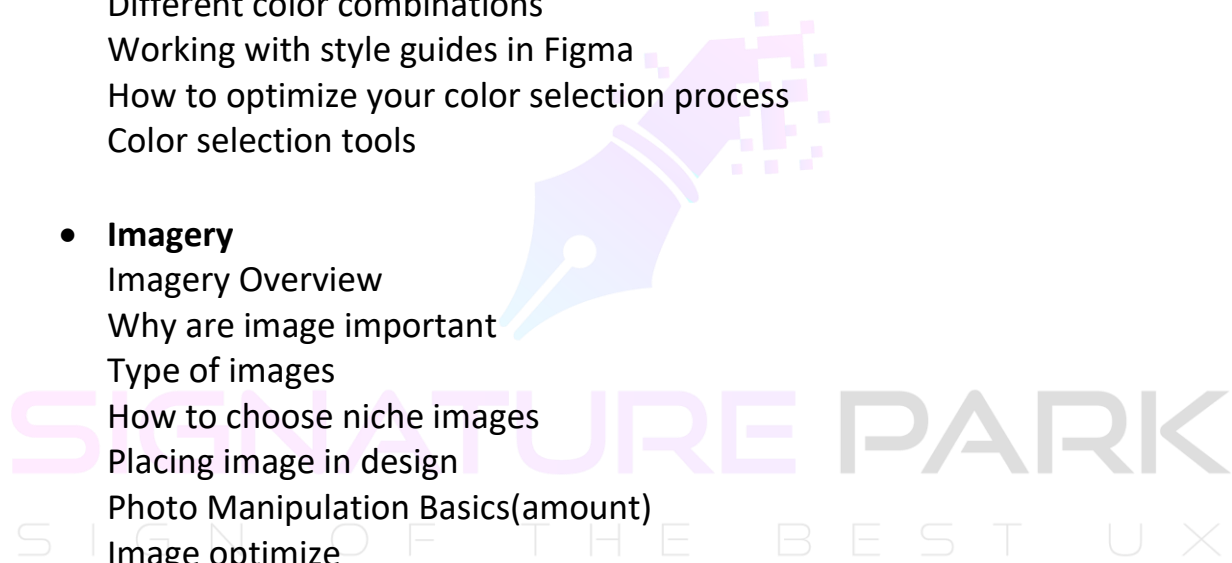 Different color combinations
Working with style guides in Figma
How to optimize your color selection process
Color selection tools
• Imagery
Imagery Overview
Why are image important
Type of images
How to choose niche images
Placing image in design
Photo Manipulation Basics(amount)
Image optimize
SIGNATURE PARK
SIGN OF THE BEST UX